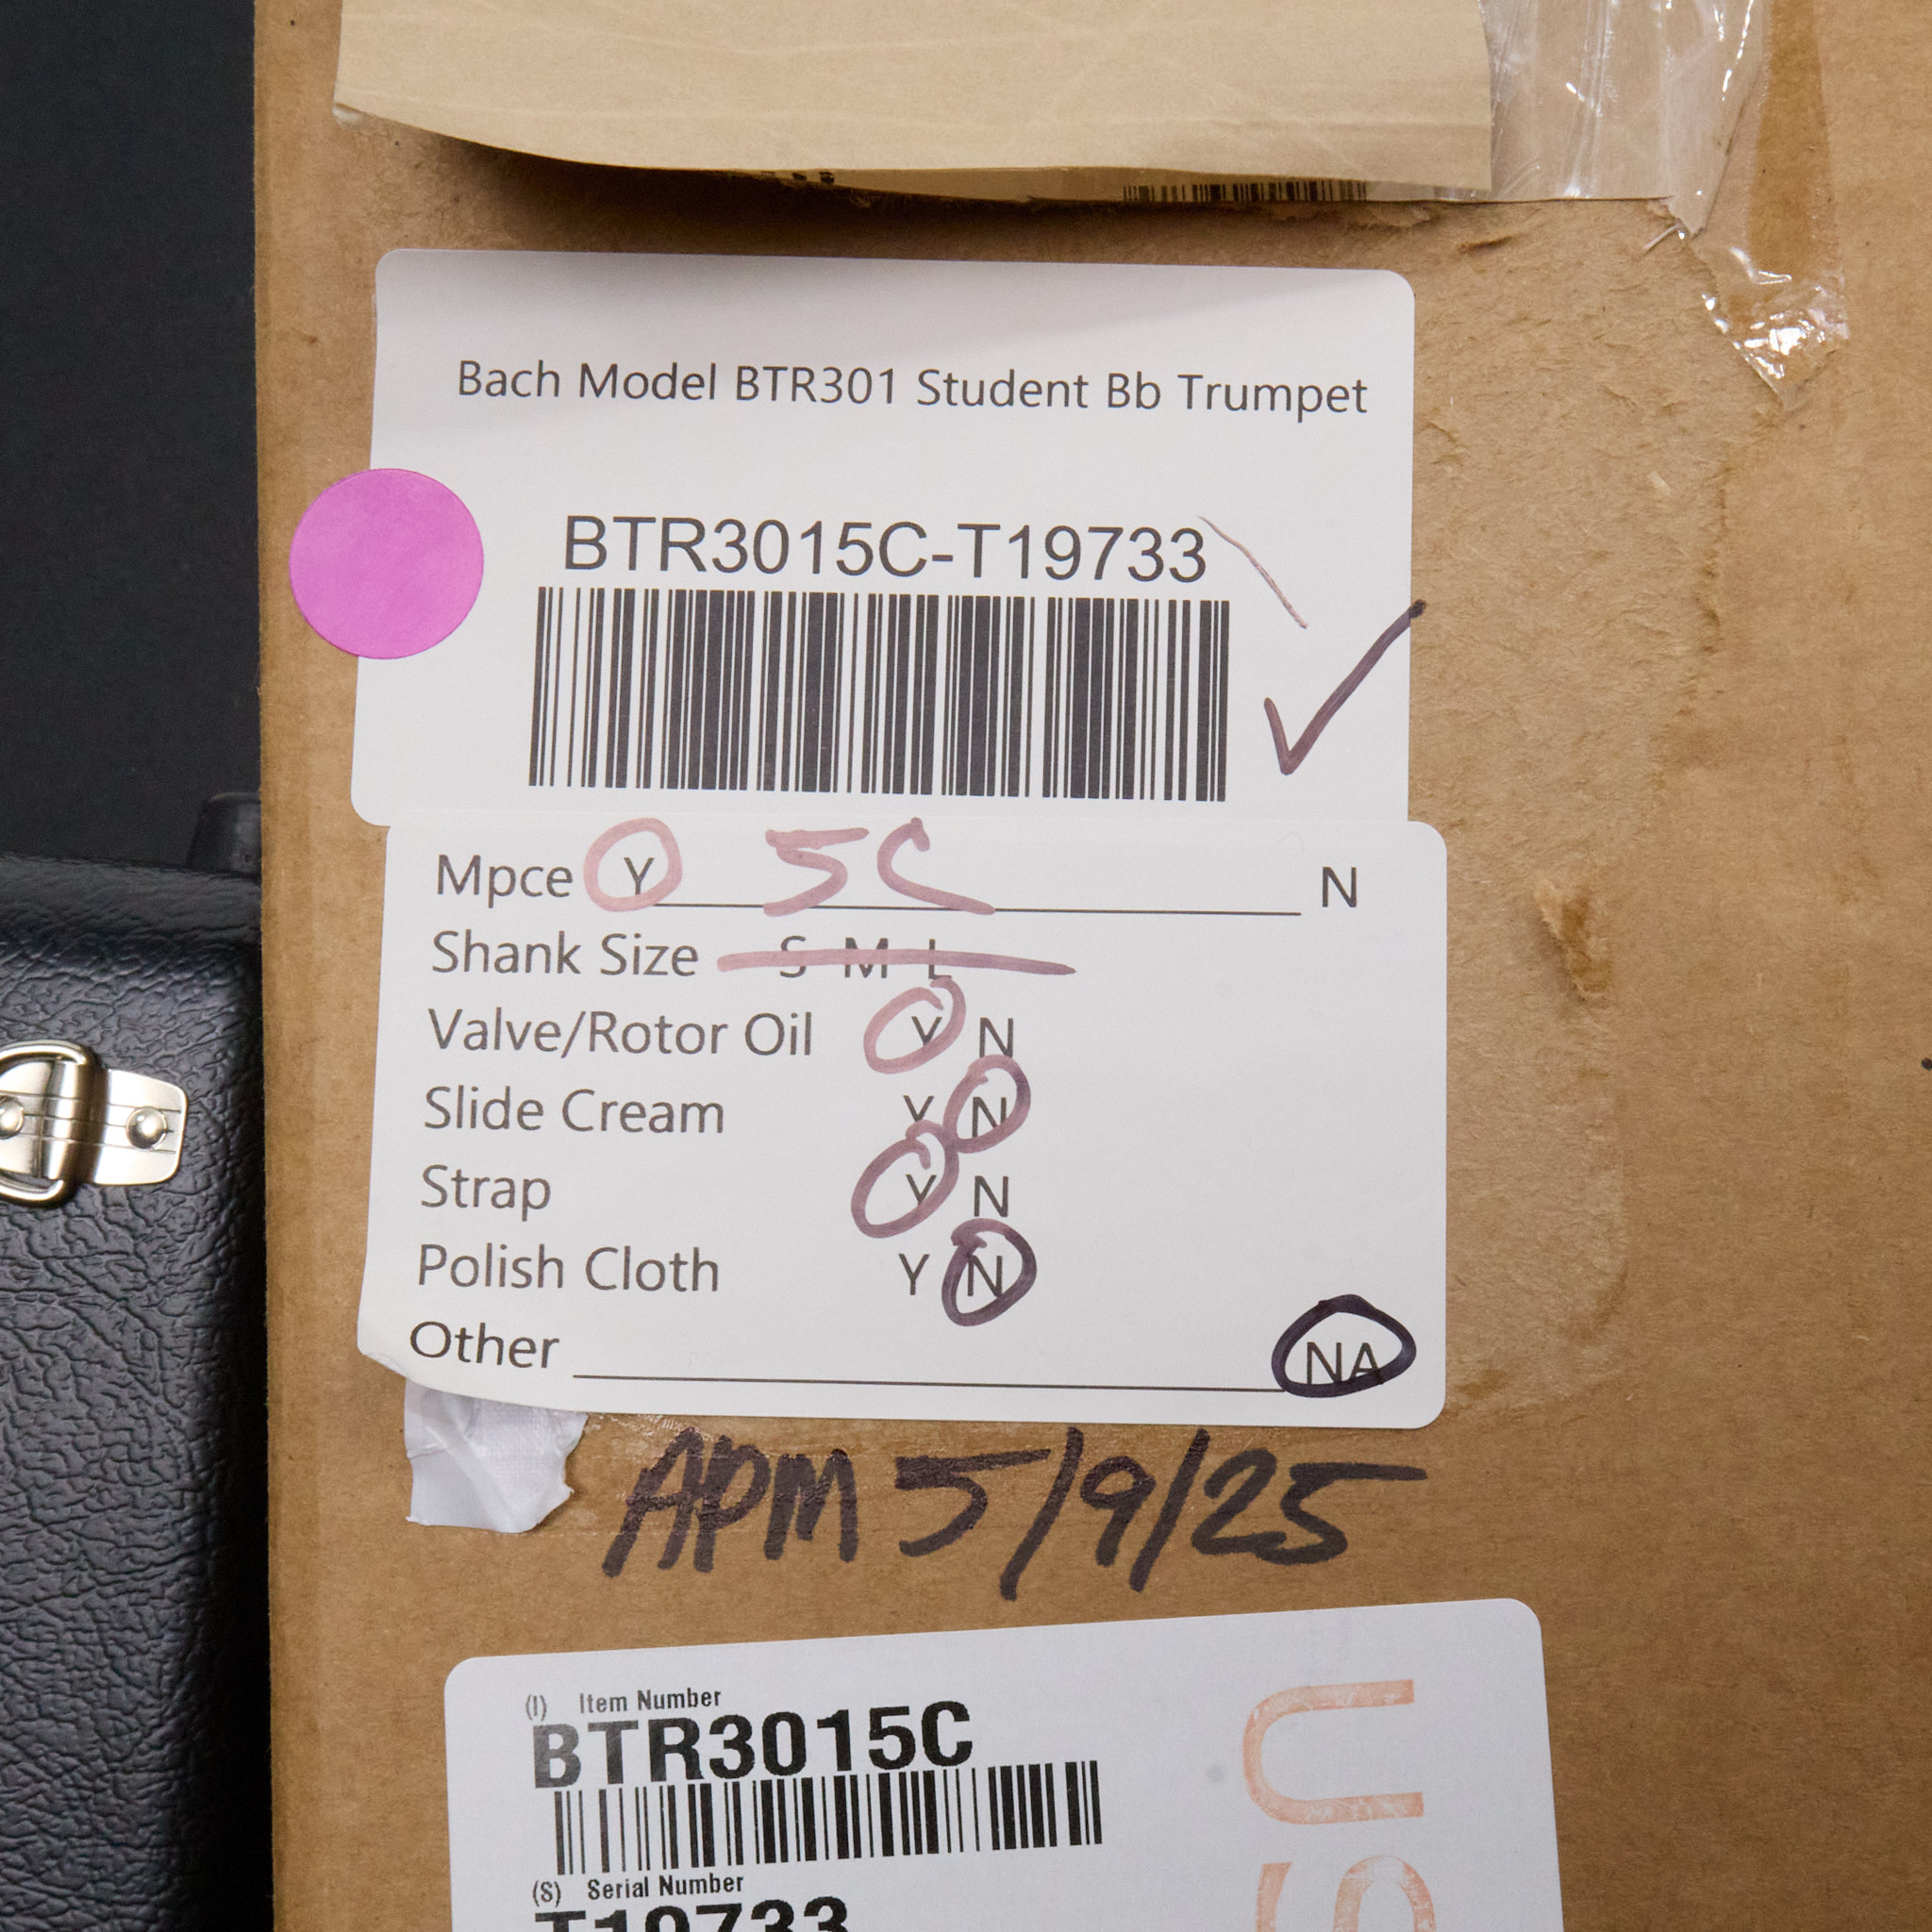 Bach Model BTR301 Student Bb Trumpet
BTR3015C-T19733
Mpce Y 5C N
Shank Size S M L
Valve/Rotor Oil Y N
Slide Cream Y N
Strap Y N
Polish Cloth Y N
Other NA
APM 5/9/25
(I) Item Number
BTR3015C
(S) Serial Number
T19733